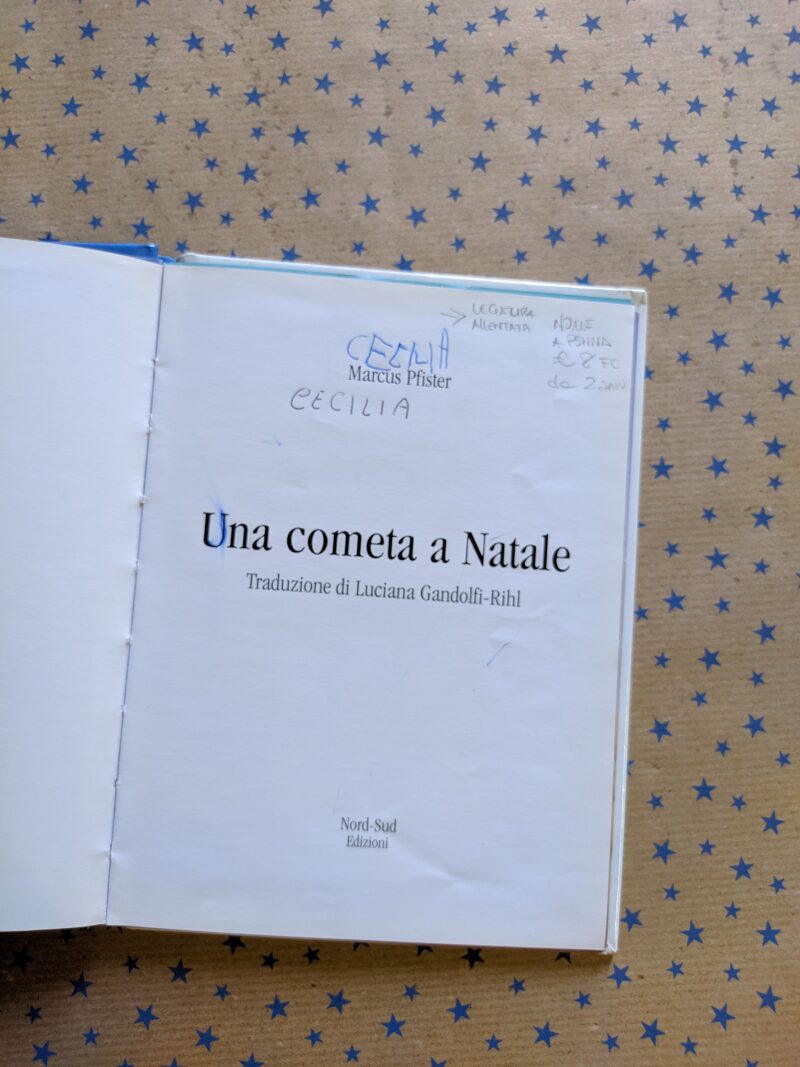 → LEGATURA
ALLENTATA
NOME
A PENNA
€ 8 FC
da 2 anni
CECILIA
Marcus Pfister
CECILIA
Una cometa a Natale
Traduzione di Luciana Gandolfi-Rihl
Nord-Sud
Edizioni